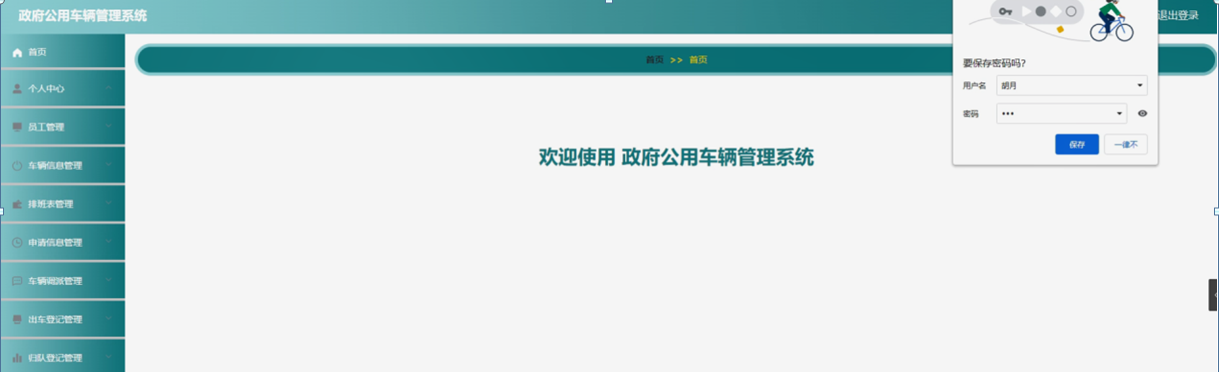 政府公用车辆管理系统
退出登录
首页
个人中心
员工管理
车辆信息管理
排班表管理
申请信息管理
车辆调派管理
出车登记管理
归队登记管理
首页 >> 首页
欢迎使用 政府公用车辆管理系统
要保存密码吗?
用户名 胡月
密码 •••
保存 一律不